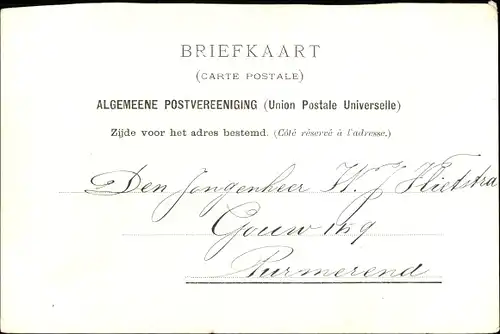 BRIEFKAART
(CARTE POSTALE)
ALGEMEENE POSTVEREENIGING (Union Postale Universelle)
Zijde voor het adres bestemd. (Côté réservé à l'adresse.)
Den Jongenheer W. J. Flietstra
Gouw 159
Purmerend